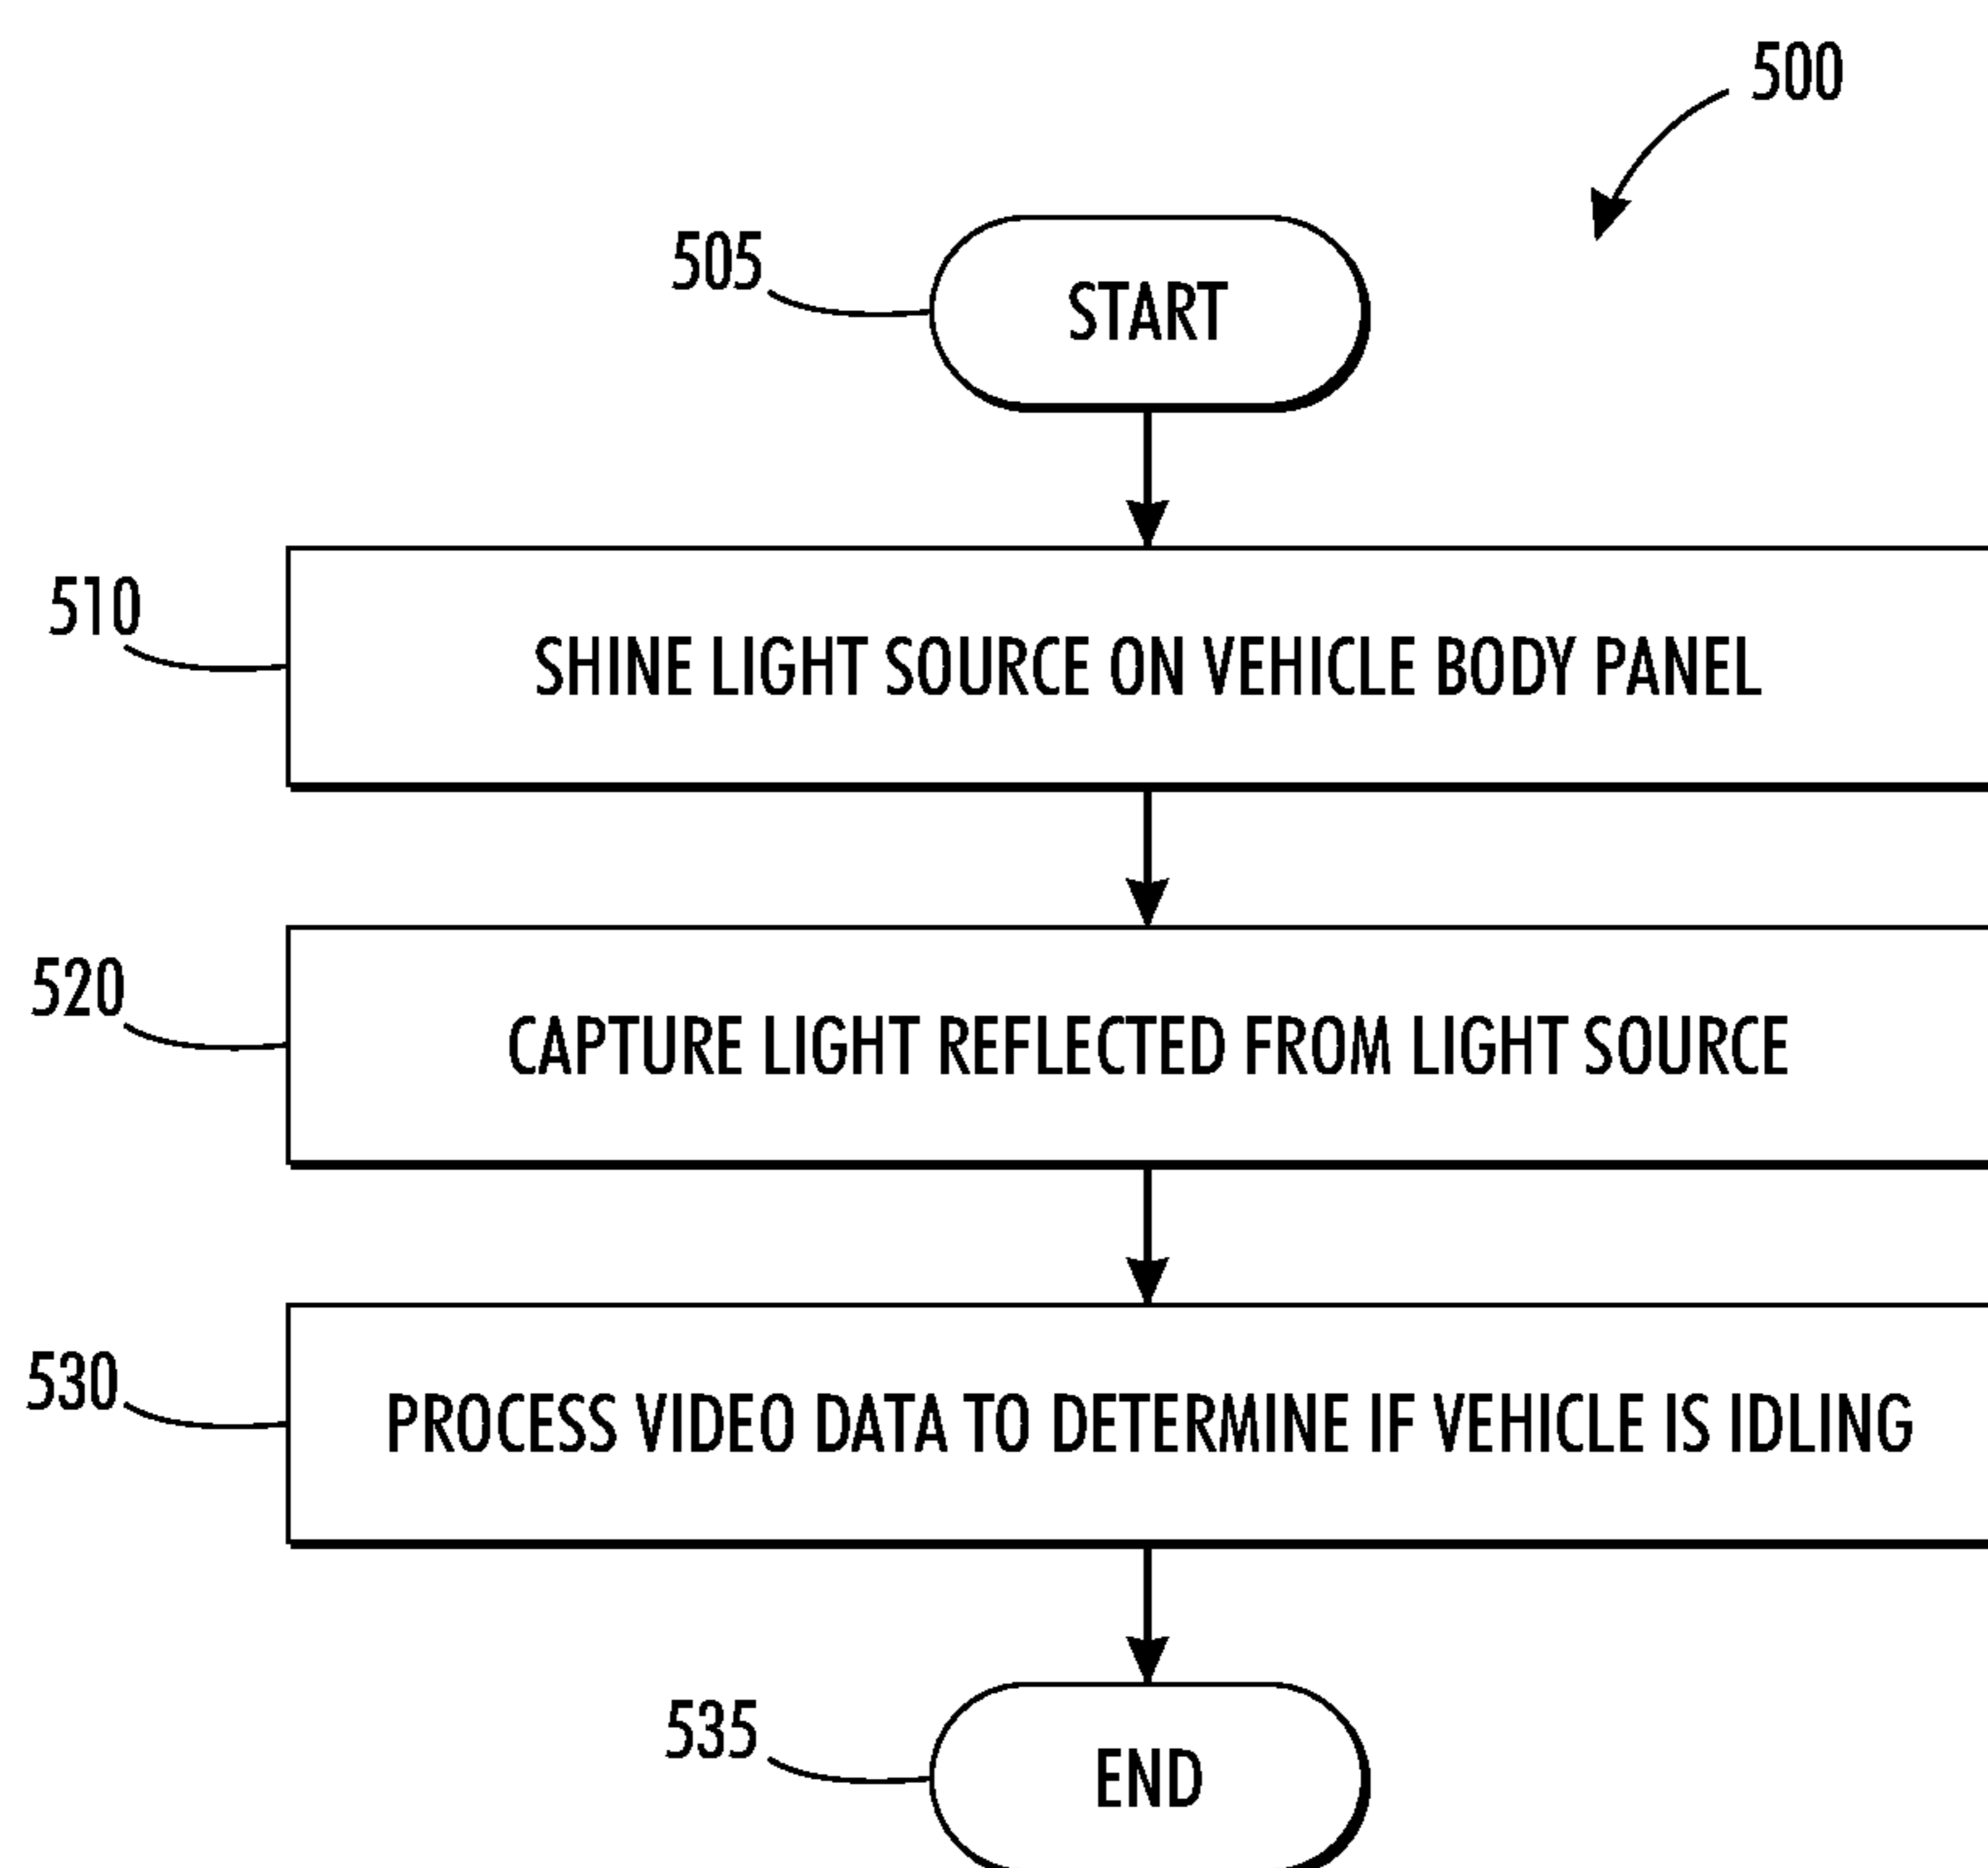 500
505
START
510
SHINE LIGHT SOURCE ON VEHICLE BODY PANEL
520
CAPTURE LIGHT REFLECTED FROM LIGHT SOURCE
530
PROCESS VIDEO DATA TO DETERMINE IF VEHICLE IS IDLING
535
END